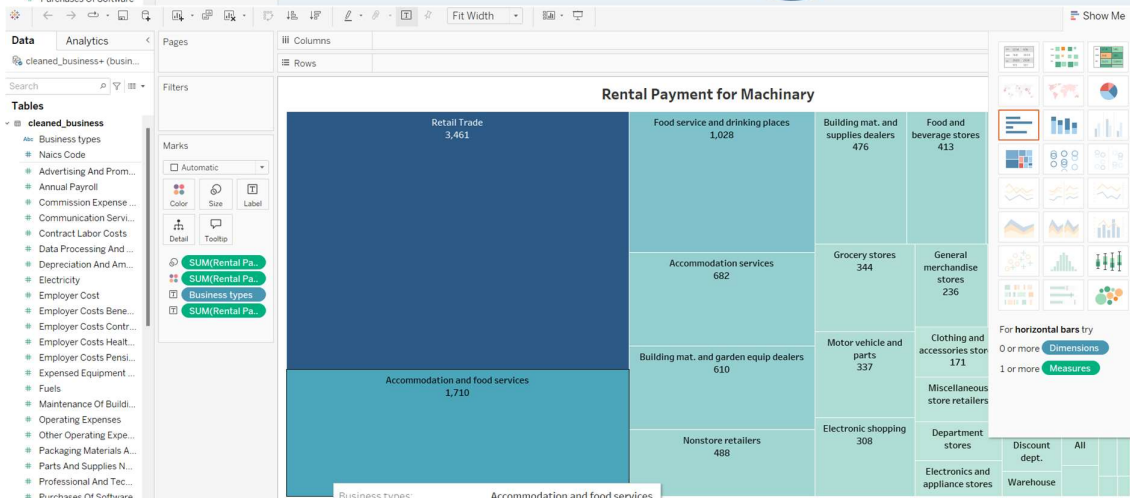 Purchases Of Software
Fit Width
Show Me
Data
Analytics
cleaned_business+ (busin...
Search
Tables
cleaned_business
Abc Business types
# Naics Code
# Advertising And Prom...
# Annual Payroll
# Commission Expense ...
# Communication Servi...
# Contract Labor Costs
# Data Processing And ...
# Depreciation And Am...
# Electricity
# Employer Cost
# Employer Costs Bene...
# Employer Costs Contr...
# Employer Costs Healt...
# Employer Costs Pensi...
# Expensed Equipment ...
# Fuels
# Maintenance Of Buildi...
# Operating Expenses
# Other Operating Expe...
# Packaging Materials A...
# Parts And Supplies N...
# Professional And Tec...
# Purchases Of Software
Pages
Filters
Marks
Automatic
Color
Size
Label
Detail
Tooltip
SUM(Rental Pa..
SUM(Rental Pa..
Business types
SUM(Rental Pa..
Columns
Rows
Rental Payment for Machinary
Retail Trade
3,461
Accommodation and food services
1,710
Food service and drinking places
1,028
Accommodation services
682
Building mat. and garden equip dealers
610
Nonstore retailers
488
Building mat. and
supplies dealers
476
Grocery stores
344
Motor vehicle and
parts
337
Electronic shopping
308
Food and
beverage stores
413
General
merchandise
stores
236
Clothing and
accessories stor
171
Miscellaneous
store retailers
Department
stores
Electronics and
appliance stores
Discount
dept.
Warehouse
All
Business types:
Accommodation and food services
For horizontal bars try
0 or more Dimensions
1 or more Measures